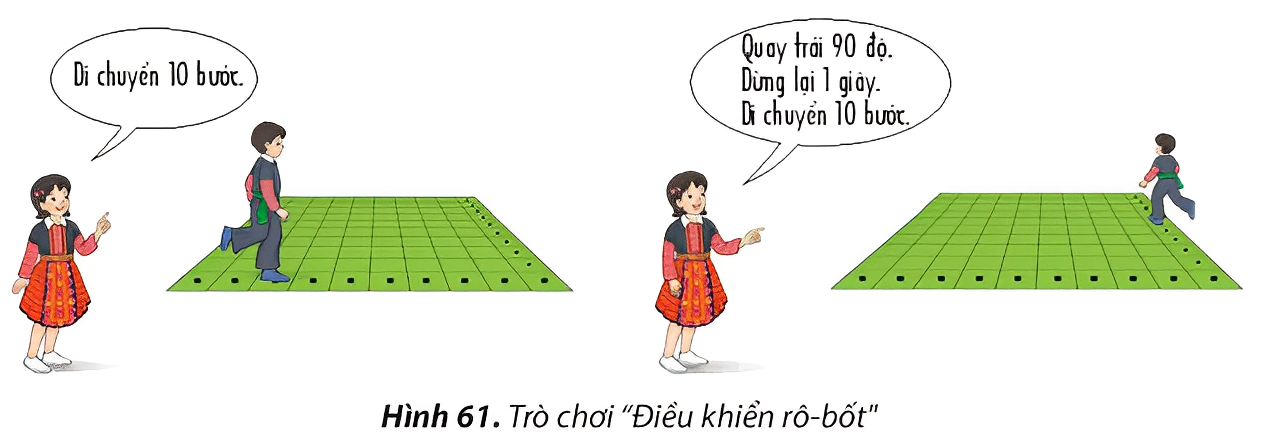 Di chuyển 10 bước.
Quay trái 90 độ.
Dừng lại 1 giây.
Di chuyển 10 bước.
Hình 61. Trò chơi “Điều khiển rô-bốt"